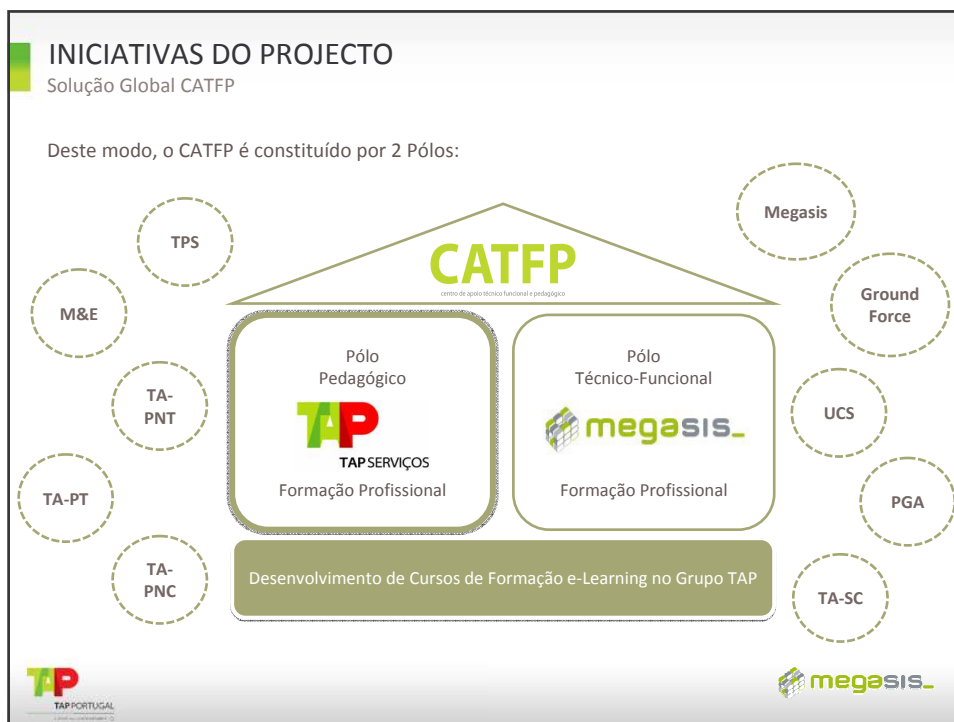 INICIATIVAS DO PROJECTO
Solução Global CATFP
Deste modo, o CATFP é constituído por 2 Pólos:
TPS
M&E
TA-
PNT
TA-PT
TA-
PNC
CATFP
centro de apoio técnico funcional e pedagógico
Pólo
Pedagógico
TAP
TAP SERVIÇOS
Formação Profissional
Pólo
Técnico-Funcional
megasis_
Formação Profissional
Desenvolvimento de Cursos de Formação e-Learning no Grupo TAP
Megasis
Ground
Force
UCS
PGA
TA-SC
TAP
TAP PORTUGAL
megasis_